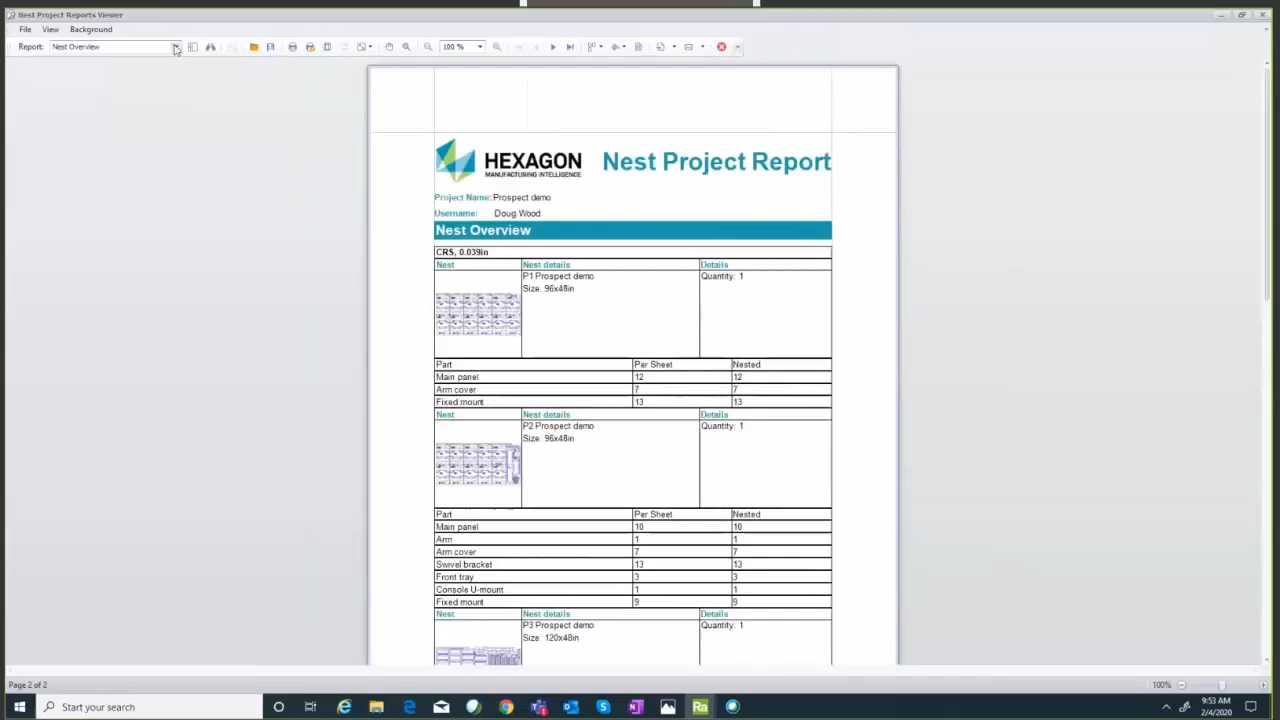 Nest Project Reports Viewer
File View Background
Report: Nest Overview 100 %
HEXAGON
MANUFACTURING INTELLIGENCE
Nest Project Report
Project Name: Prospect demo
Username: Doug Wood
Nest Overview
CRS, 0.039in
Nest Nest details Details
P1 Prospect demo Quantity: 1
Size: 96x48in
Part Per Sheet Nested
Main panel 12 12
Arm cover 7 7
Fixed mount 13 13
Nest Nest details Details
P2 Prospect demo Quantity: 1
Size: 96x48in
Part Per Sheet Nested
Main panel 10 10
Arm 1 1
Arm cover 7 7
Swivel bracket 13 13
Front tray 3 3
Console U-mount 1 1
Fixed mount 9 9
Nest Nest details Details
P3 Prospect demo Quantity: 1
Size: 120x48in
Page 2 of 2 100%
Start your search
Ra
9:53 AM
2/4/2020